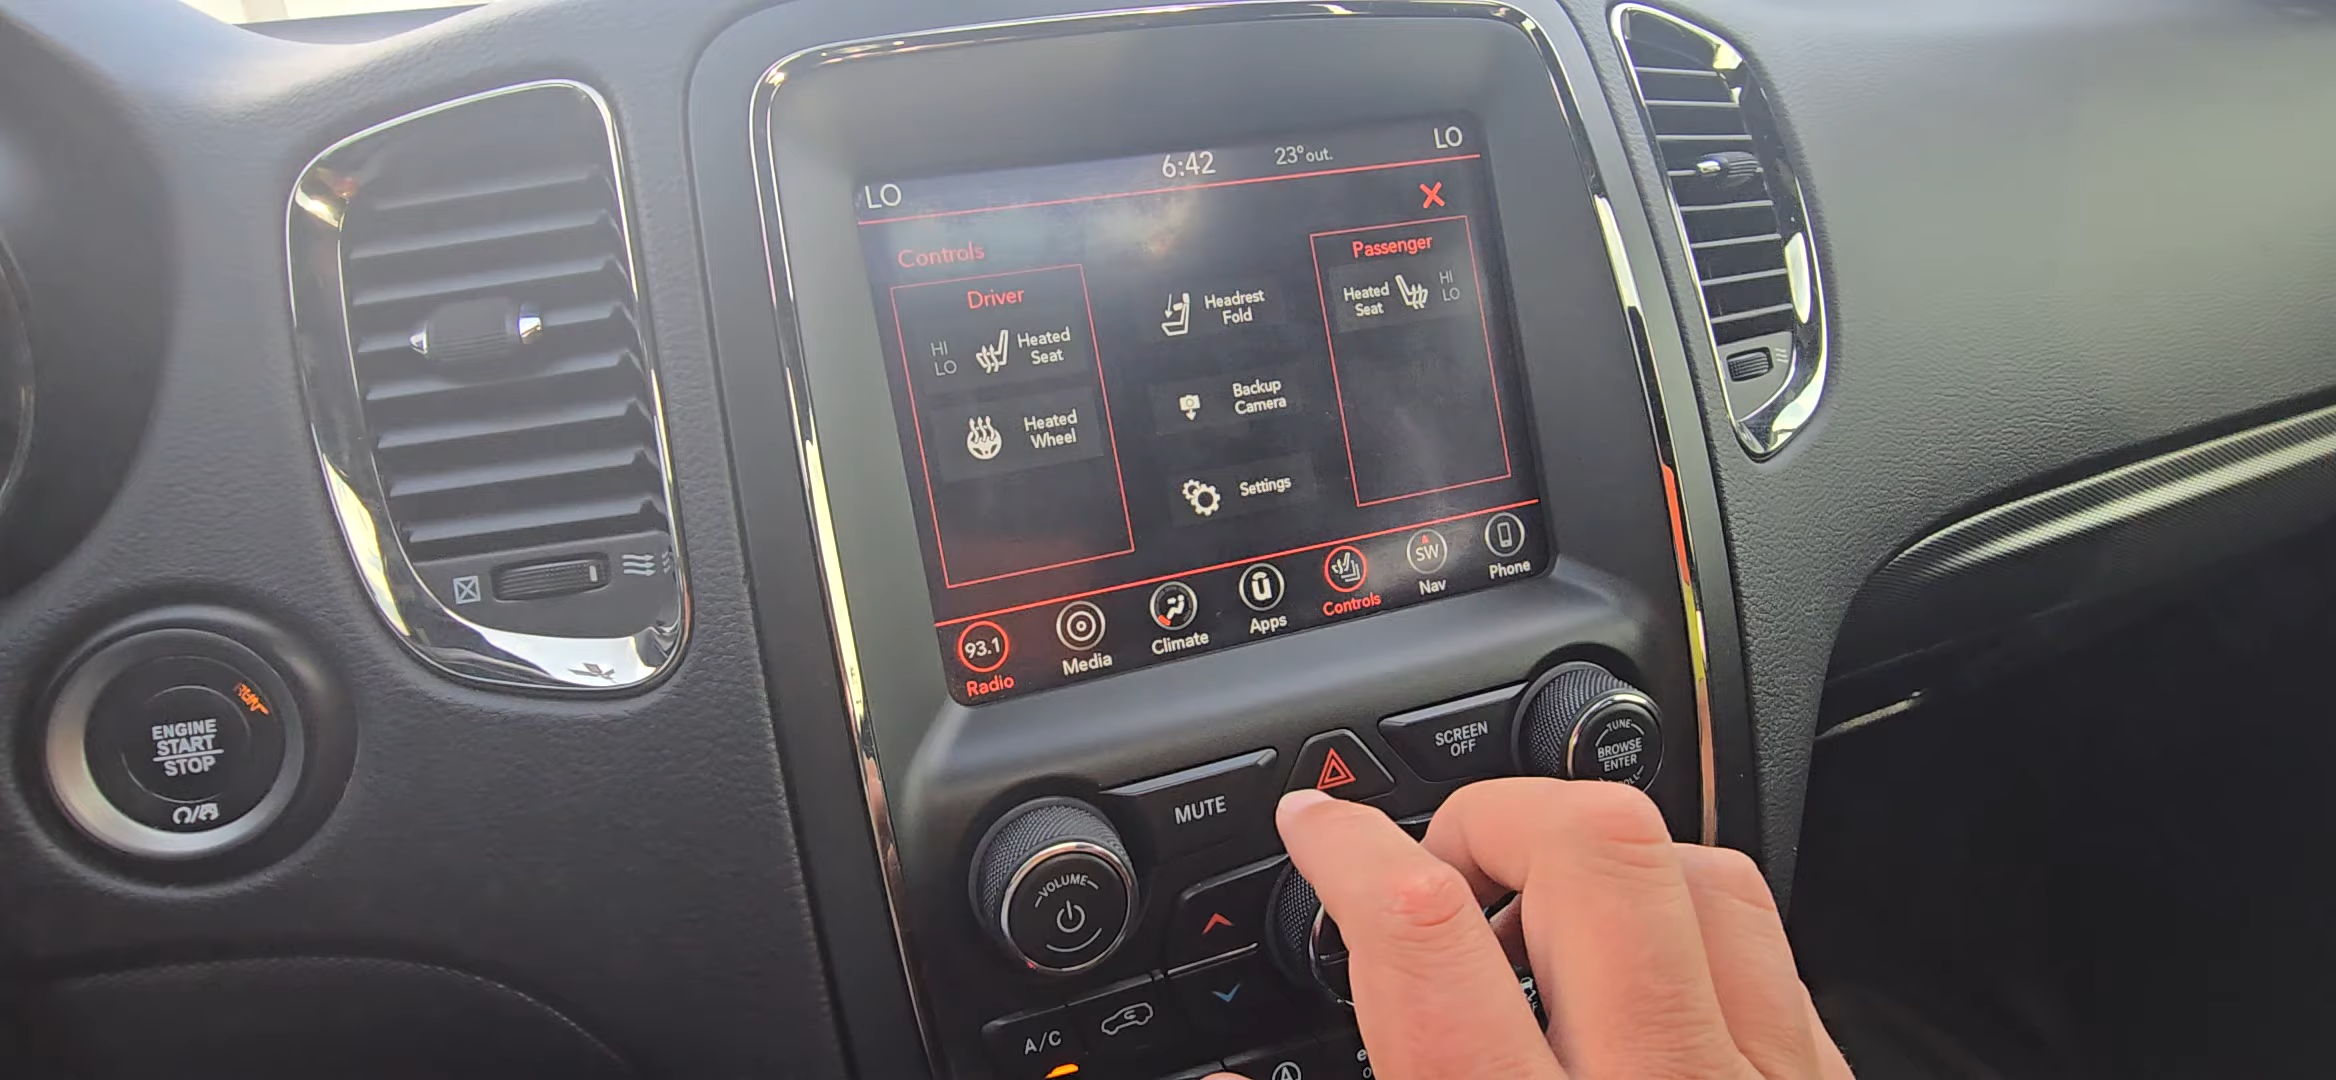 LO
6:42
23° out.
LO
Controls
X
Driver
HI
LO
Heated
Seat
Heated
Wheel
Headrest
Fold
Backup
Camera
Settings
Passenger
Heated
Seat
HI
LO
93.1
Radio
Media
Climate
Apps
Controls
SW
Nav
Phone
RUN
ENGINE
START
STOP
MUTE
SCREEN
OFF
TUNE
BROWSE
ENTER
VOLUME
A/C